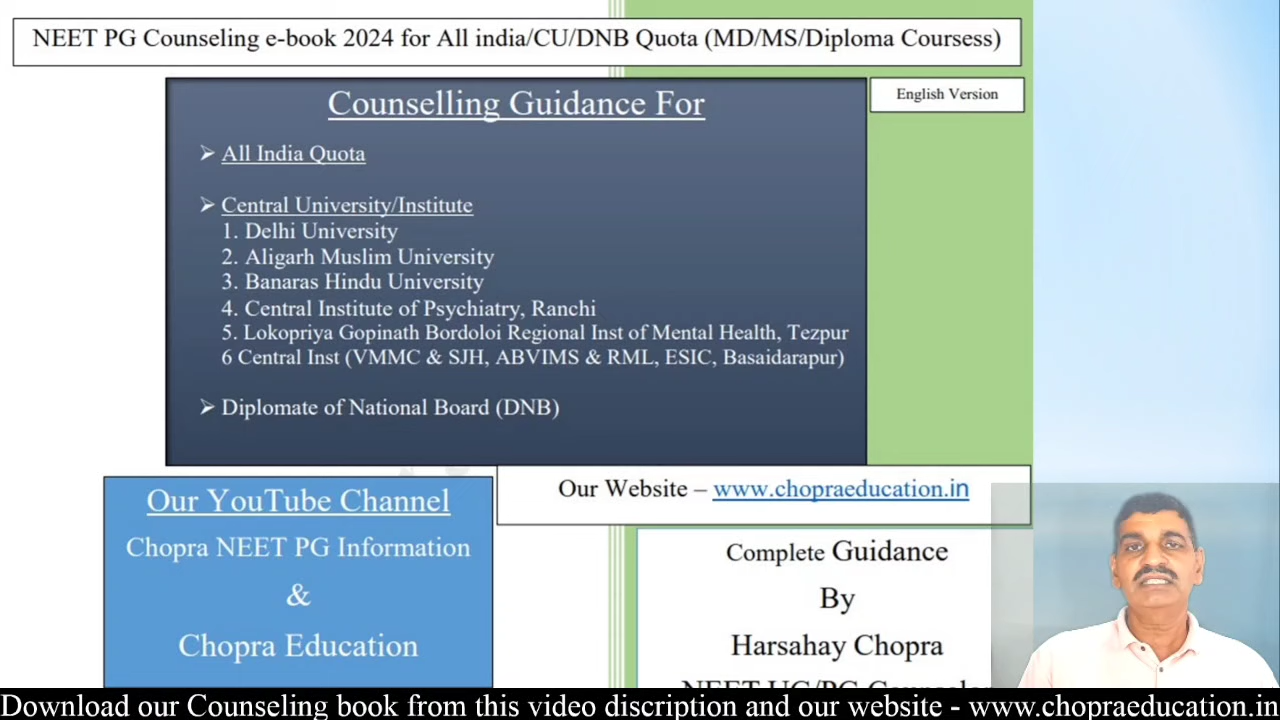 NEET PG Counseling e-book 2024 for All india/CU/DNB Quota (MD/MS/Diploma Coursess)
English Version
Counselling Guidance For
➢ All India Quota
➢ Central University/Institute
1. Delhi University
2. Aligarh Muslim University
3. Banaras Hindu University
4. Central Institute of Psychiatry, Ranchi
5. Lokopriya Gopinath Bordoloi Regional Inst of Mental Health, Tezpur
6 Central Inst (VMMC & SJH, ABVIMS & RML, ESIC, Basaidarapur)
➢ Diplomate of National Board (DNB)
Our Website – www.chopraeducation.in
Our YouTube Channel
Chopra NEET PG Information
&
Chopra Education
Complete Guidance
By
Harsahay Chopra
NEET UG/PG Counselor
Download our Counseling book from this video discription and our website - www.chopraeducation.in